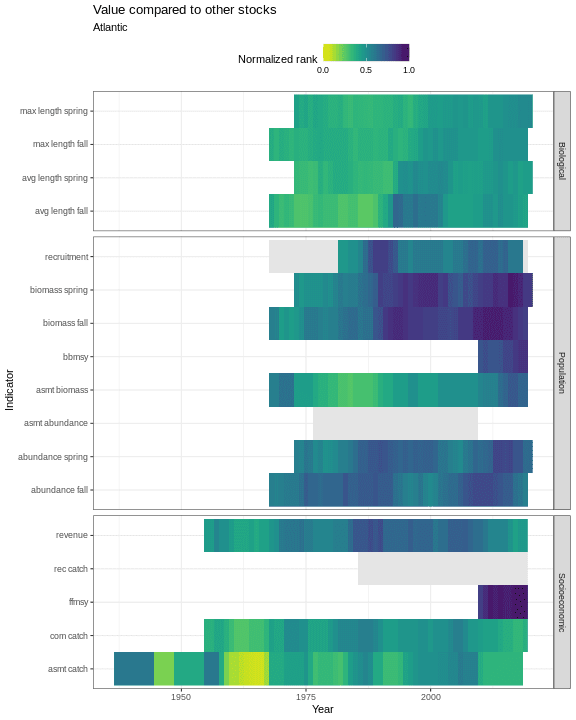 Value compared to other stocks
Atlantic
Normalized rank
0.0 0.5 1.0
Indicator
max length spring
max length fall
avg length spring
avg length fall
Biological
recruitment
biomass spring
biomass fall
bbmsy
asmt biomass
asmt abundance
abundance spring
abundance fall
Population
revenue
rec catch
ffmsy
com catch
asmt catch
Socioeconomic
1950 1975 2000
Year